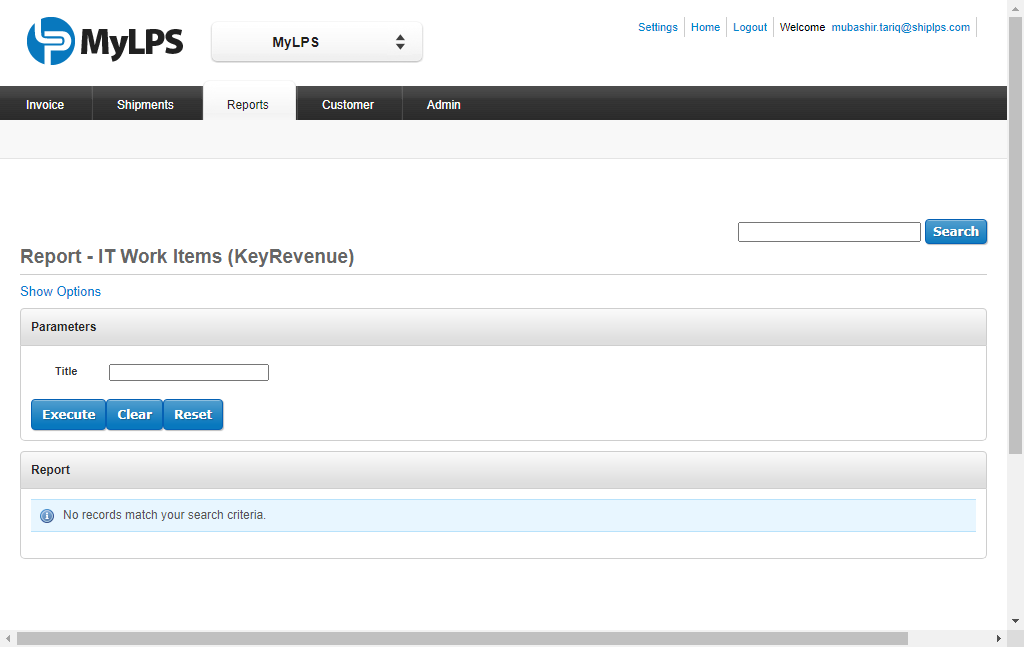 MyLPS
MyLPS
Settings Home Logout Welcome mubashir.tariq@shiplps.com
Invoice Shipments Reports Customer Admin
Search
Report - IT Work Items (KeyRevenue)
Show Options
Parameters
Title
Execute Clear Reset
Report
No records match your search criteria.